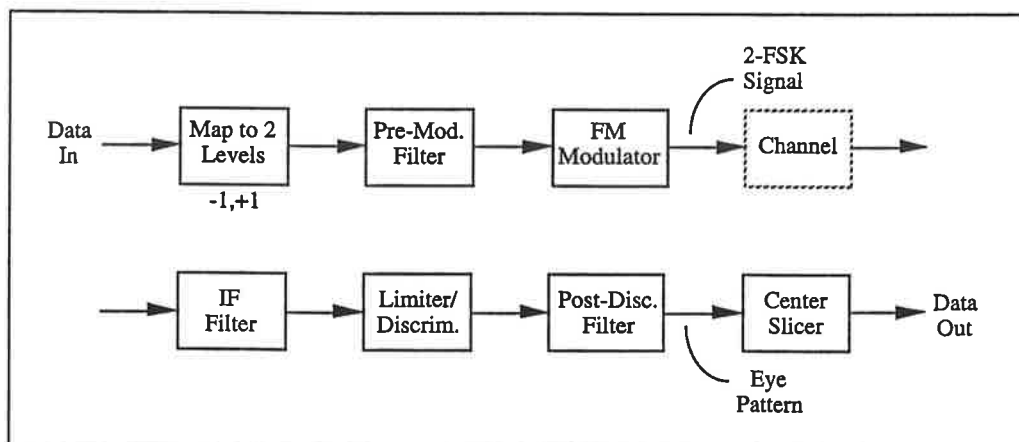 2-FSK
Signal
Data
In
Map to 2
Levels
-1,+1
Pre-Mod.
Filter
FM
Modulator
Channel
IF
Filter
Limiter/
Discrim.
Post-Disc.
Filter
Center
Slicer
Data
Out
Eye
Pattern